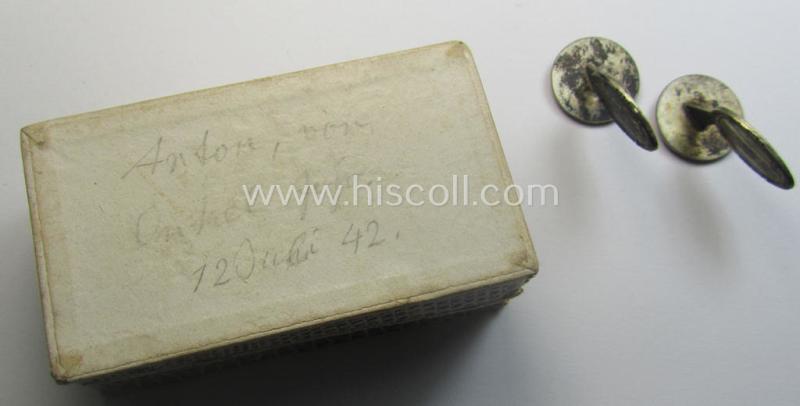 Anton, von
Onkel
www.hiscoll.com
12 Juli 42.